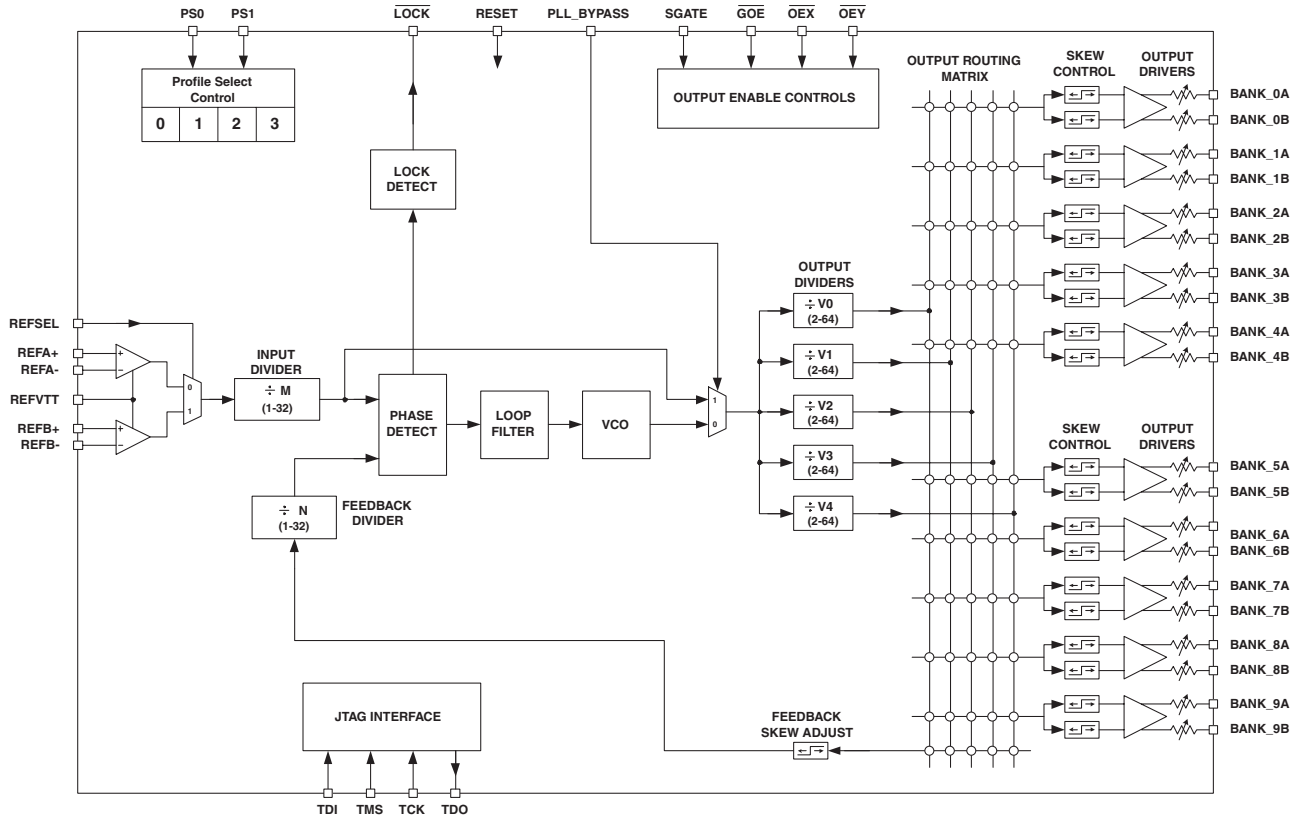 PS0 PS1 LOCK RESET PLL_BYPASS SGATE GOE OEX OEY
Profile Select
Control
0 1 2 3
OUTPUT ENABLE CONTROLS
OUTPUT ROUTING
MATRIX
SKEW
CONTROL
OUTPUT
DRIVERS
BANK_0A
BANK_0B
BANK_1A
BANK_1B
BANK_2A
BANK_2B
BANK_3A
BANK_3B
BANK_4A
BANK_4B
LOCK
DETECT
OUTPUT
DIVIDERS
÷ V0
(2-64)
÷ V1
(2-64)
÷ V2
(2-64)
÷ V3
(2-64)
÷ V4
(2-64)
REFSEL
REFA+
REFA-
REFVTT
REFB+
REFB-
+
−
+
−
0
1
INPUT
DIVIDER
÷ M
(1-32)
PHASE
DETECT
LOOP
FILTER
VCO
1
0
÷ N
(1-32)
FEEDBACK
DIVIDER
SKEW
CONTROL
OUTPUT
DRIVERS
BANK_5A
BANK_5B
BANK_6A
BANK_6B
BANK_7A
BANK_7B
BANK_8A
BANK_8B
BANK_9A
BANK_9B
JTAG INTERFACE
FEEDBACK
SKEW ADJUST
TDI TMS TCK TDO